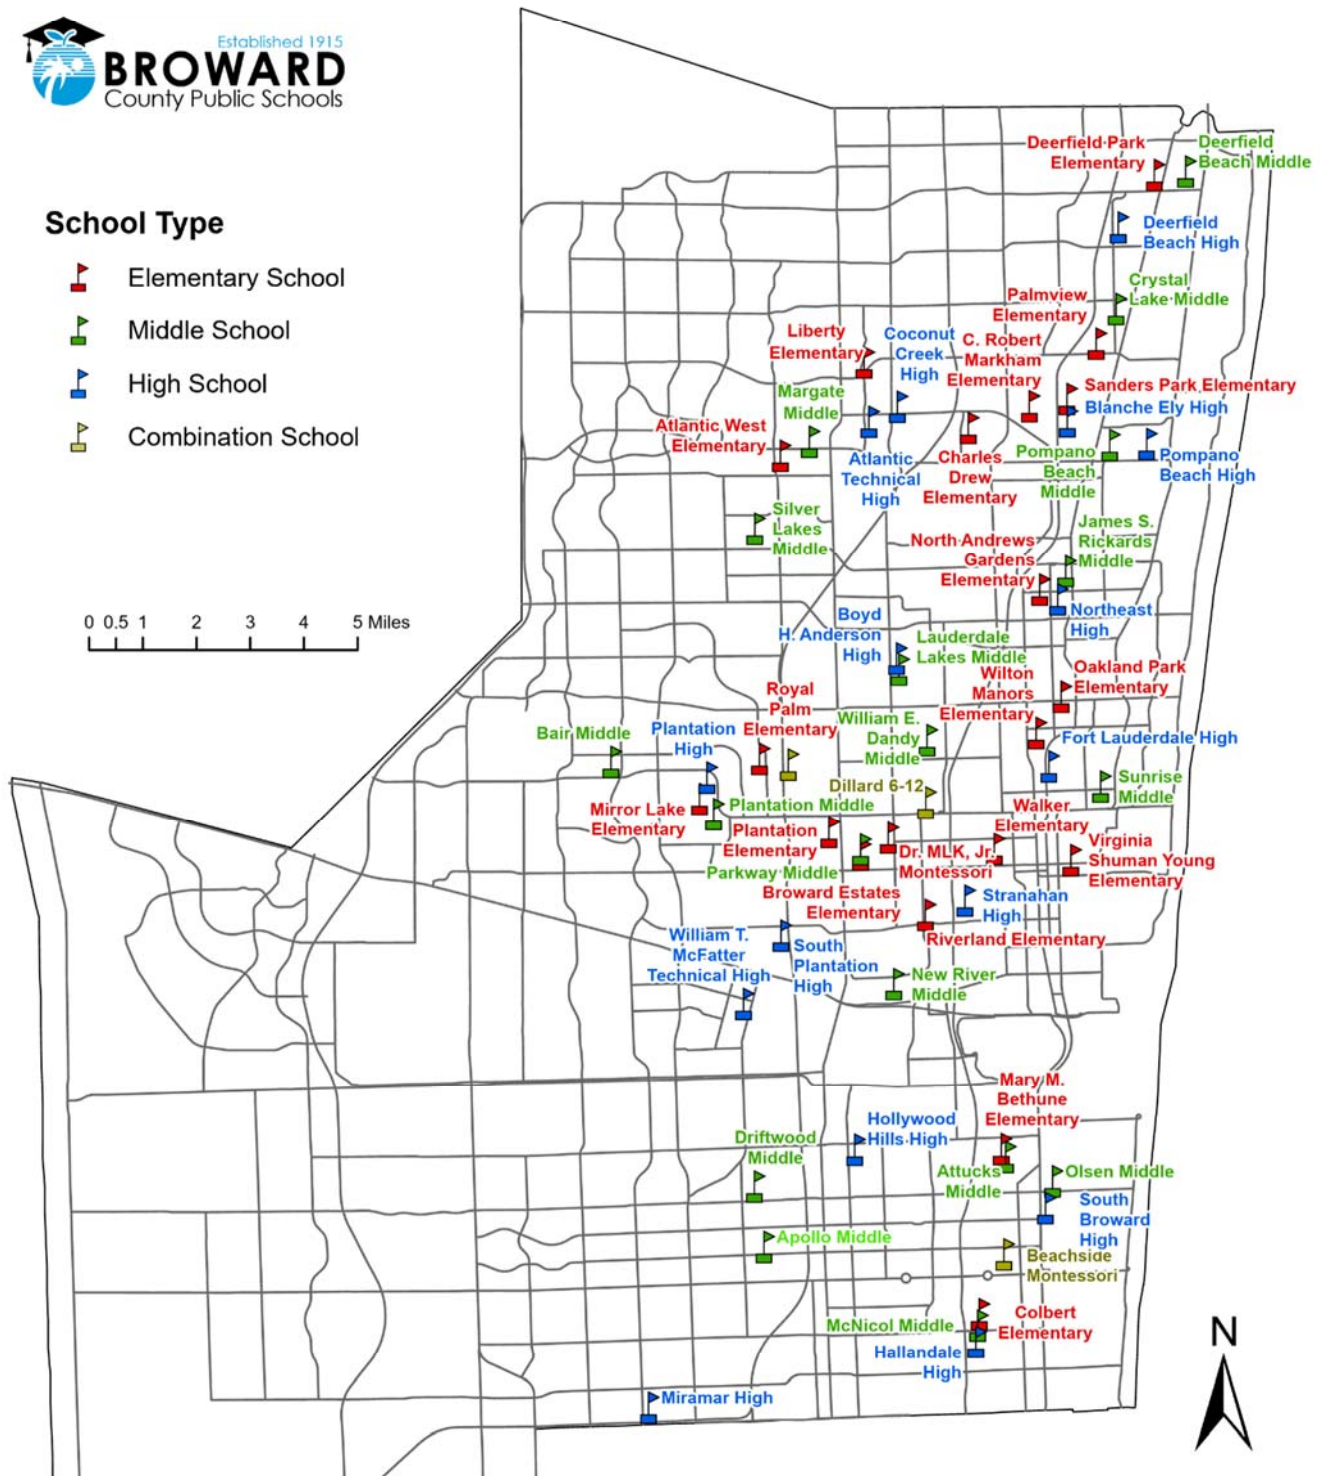 Established 1915
BROWARD
County Public Schools
School Type
Elementary School
Middle School
High School
Combination School
0 0.5 1 2 3 4 5 Miles
Deerfield Park
Elementary
Deerfield
Beach Middle
Deerfield
Beach High
Crystal
Lake Middle
Palmview
Elementary
Liberty
Elementary
Coconut
Creek
High
C. Robert
Markham
Elementary
Sanders Park Elementary
Blanche Ely High
Margate
Middle
Atlantic West
Elementary
Atlantic
Technical
High
Charles
Drew
Elementary
Pompano
Beach
Middle
Pompano
Beach High
Silver
Lakes
Middle
James S.
Rickards
Middle
North Andrews
Gardens
Elementary
Northeast
High
Boyd
H. Anderson
High
Lauderdale
Lakes Middle
Wilton
Manors
Elementary
Oakland Park
Elementary
Royal
Palm
Elementary
William E.
Dandy
Middle
Bair Middle
Plantation
High
Fort Lauderdale High
Dillard 6-12
Sunrise
Middle
Mirror Lake
Elementary
Plantation Middle
Walker
Elementary
Plantation
Elementary
Dr. MLK, Jr.
Montessori
Virginia
Shuman Young
Elementary
Parkway Middle
Broward Estates
Elementary
Stranahan
High
Riverland Elementary
William T.
McFatter
Technical High
South
Plantation
High
New River
Middle
Mary M.
Bethune
Elementary
Hollywood
Hills High
Driftwood
Middle
Attucks
Middle
Olsen Middle
South
Broward
High
Apollo Middle
Beachside
Montessori
McNicol Middle
Colbert
Elementary
Hallandale
High
Miramar High
N